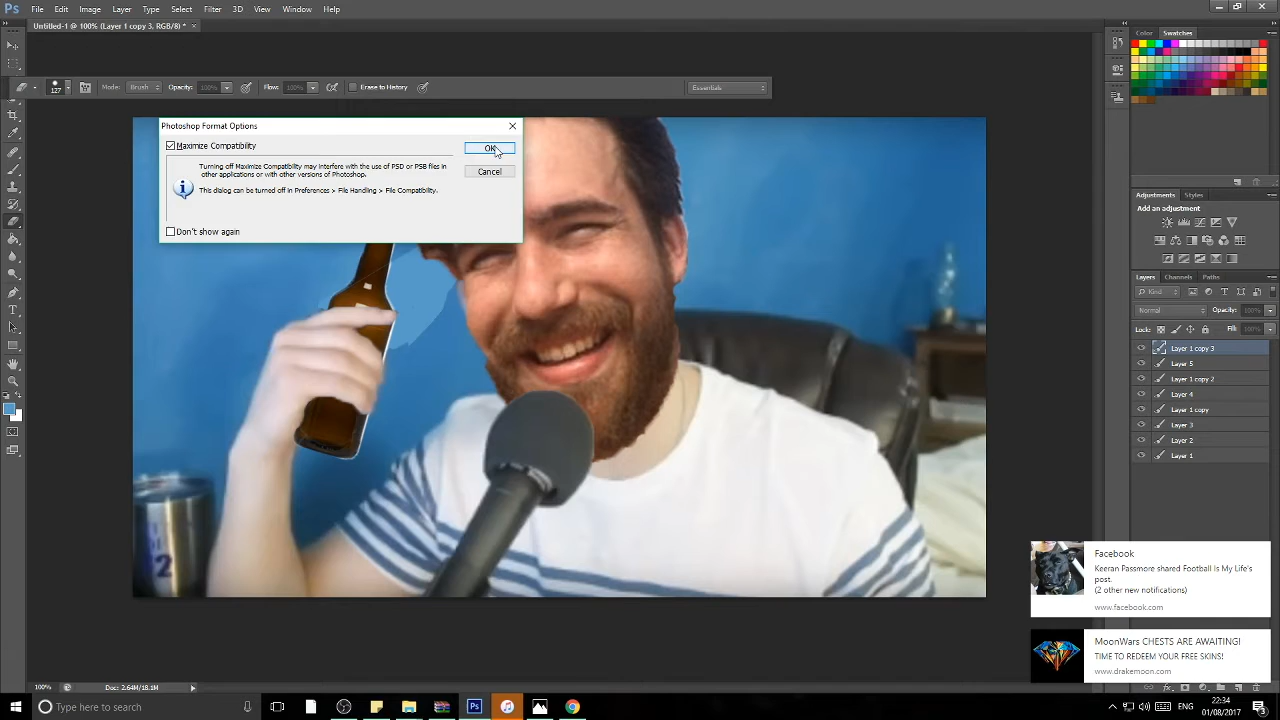 Ps File Edit Image Layer Type Select Filter 3D View Window Help
Untitled-1 @ 100% (Layer 1 copy 3, RGB/8) * ×
127 Mode: Brush Opacity: 100% Flow: 100% Erase to History Essentials
Color Swatches
Photoshop Format Options
Maximize Compatibility
OK
Turning off Maximize Compatibility may interfere with the use of PSD or PSB files in
other applications or with other versions of Photoshop.
Cancel
This dialog can be turned off in Preferences > File Handling > File Compatibility.
Don't show again
Adjustments Styles
Add an adjustment
Layers Channels Paths
Kind
Normal Opacity: 100%
Lock: Fill: 100%
Layer 1 copy 3
Layer 5
Layer 1 copy 2
Layer 4
Layer 1 copy
Layer 3
Layer 2
Layer 1
Facebook
Keeran Passmore shared Football Is My Life's
post.
(2 other new notifications)
www.facebook.com
MoonWars CHESTS ARE AWAITING!
TIME TO REDEEM YOUR FREE SKINS!
www.drakemoon.com
100% Doc: 2.64M/18.1M
Type here to search
Ps
22:34
01/08/2017